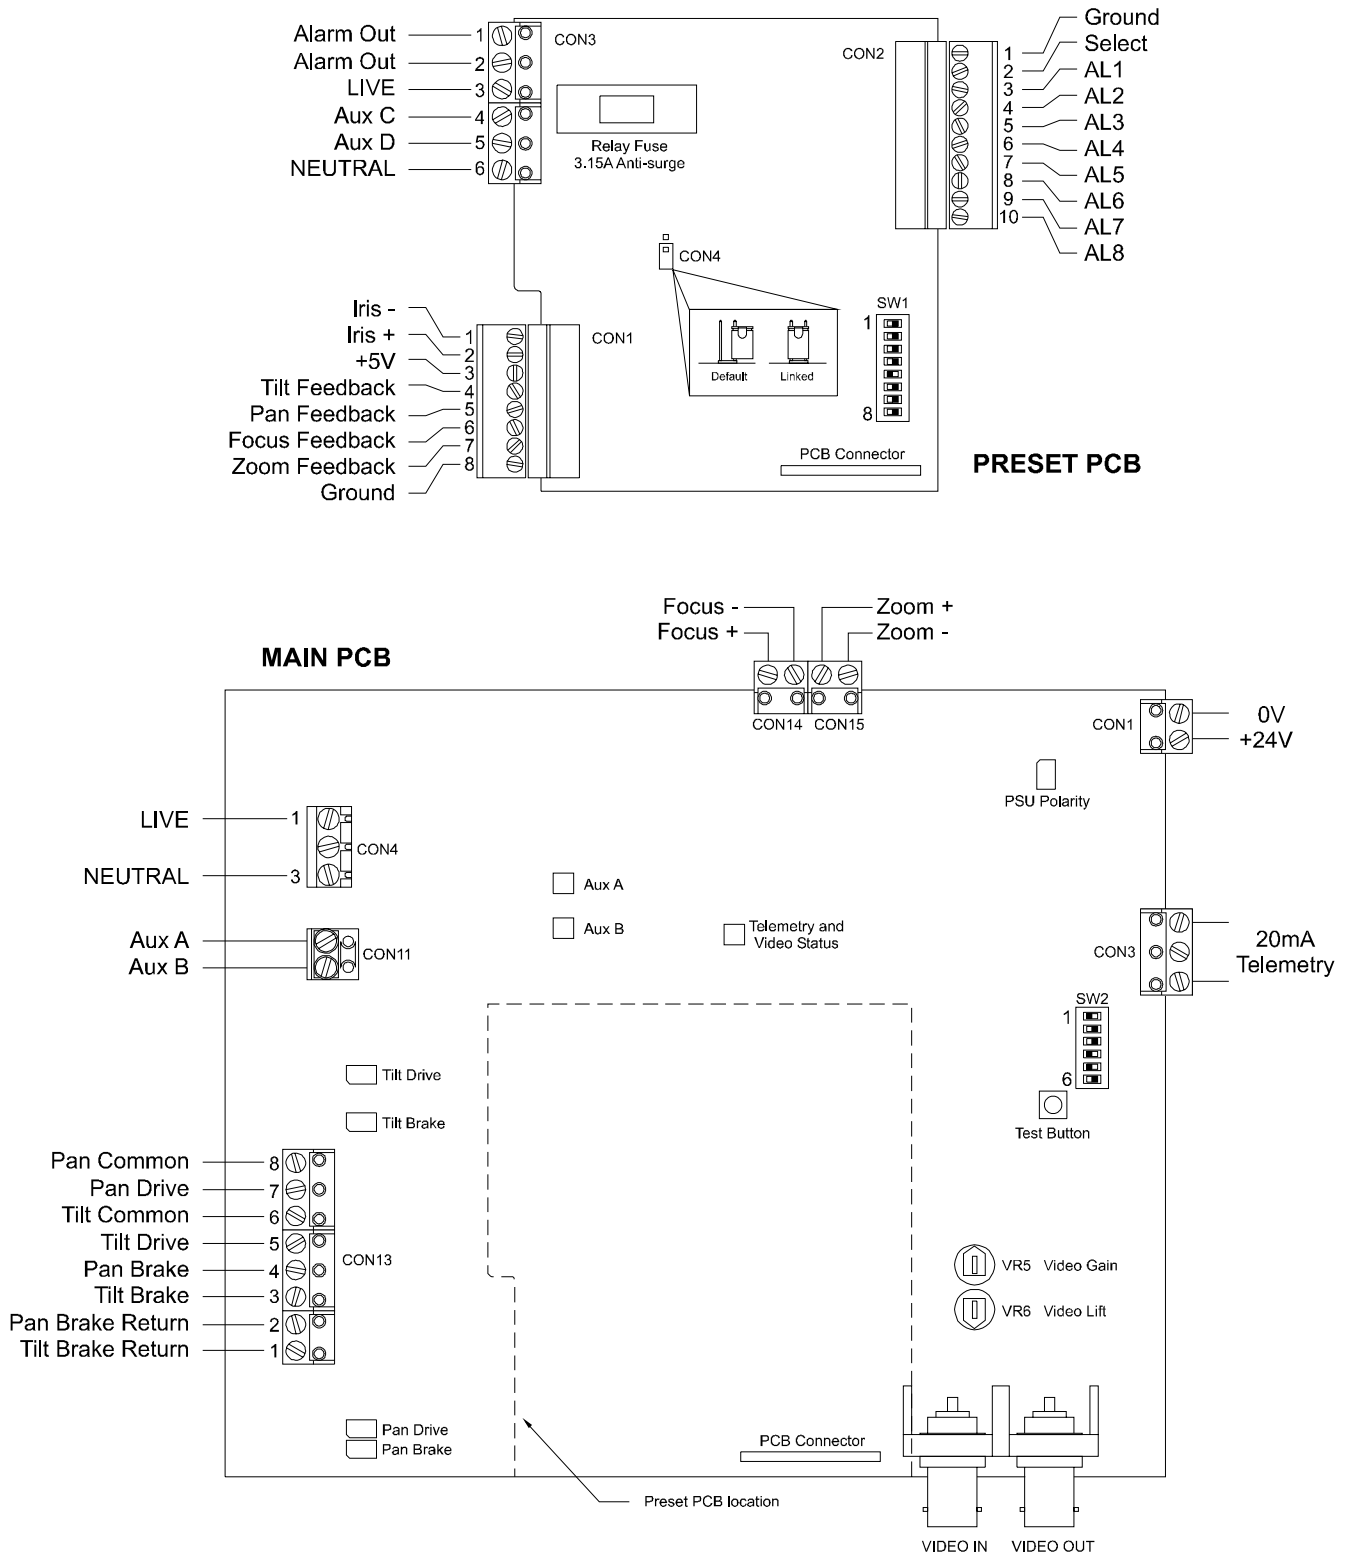 Alarm Out 1
Alarm Out 2
LIVE 3
Aux C 4
Aux D 5
NEUTRAL 6
CON3
Relay Fuse
3.15A Anti-surge
CON2
1 Ground
2 Select
3 AL1
4 AL2
5 AL3
6 AL4
7 AL5
8 AL6
9 AL7
10 AL8
CON4
Default Linked
SW1
1
8
Iris - 1
Iris + 2
+5V 3
Tilt Feedback 4
Pan Feedback 5
Focus Feedback 6
Zoom Feedback 7
Ground 8
CON1
PCB Connector
PRESET PCB
MAIN PCB
Focus - Zoom +
Focus + Zoom -
CON14 CON15
CON1
0V
+24V
PSU Polarity
LIVE 1
CON4
NEUTRAL 3
Aux A
Aux B
CON11
Aux A
Aux B
Telemetry and
Video Status
CON3
20mA
Telemetry
SW2
1
6
Test Button
Tilt Drive
Tilt Brake
Pan Common 8
Pan Drive 7
Tilt Common 6
Tilt Drive 5
Pan Brake 4
Tilt Brake 3
Pan Brake Return 2
Tilt Brake Return 1
CON13
VR5 Video Gain
VR6 Video Lift
Pan Drive
Pan Brake
PCB Connector
Preset PCB location
VIDEO IN VIDEO OUT